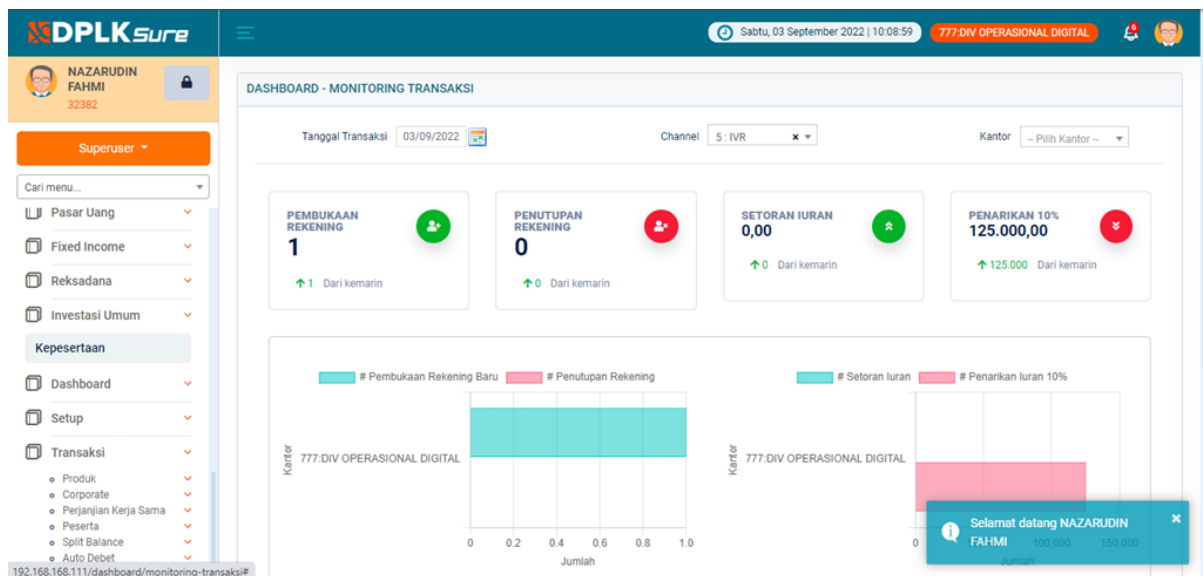 DPLKSure
Sabtu, 03 September 2022 | 10:08:59
777:DIV OPERASIONAL DIGITAL
NAZARUDIN
FAHMI
32382
Superuser
Cari menu...
Pasar Uang
Fixed Income
Reksadana
Investasi Umum
Kepesertaan
Dashboard
Setup
Transaksi
Produk
Corporate
Perjanjian Kerja Sama
Peserta
Split Balance
Auto Debet
192.168.168.111/dashboard/monitoring-transaksi#
DASHBOARD - MONITORING TRANSAKSI
Tanggal Transaksi 03/09/2022
Channel 5 : IVR
Kantor -- Pilih Kantor --
PEMBUKAAN
REKENING
1
1 Dari kemarin
PENUTUPAN
REKENING
0
0 Dari kemarin
SETORAN IURAN
0,00
0 Dari kemarin
PENARIKAN 10%
125.000,00
125.000 Dari kemarin
# Pembukaan Rekening Baru # Penutupan Rekening
Kantor
777:DIV OPERASIONAL DIGITAL
0 0.2 0.4 0.6 0.8 1.0
Jumlah
# Setoran Iuran # Penarikan Iuran 10%
Kantor
777:DIV OPERASIONAL DIGITAL
0 100,000 150,000
Jumlah
Selamat datang NAZARUDIN
FAHMI